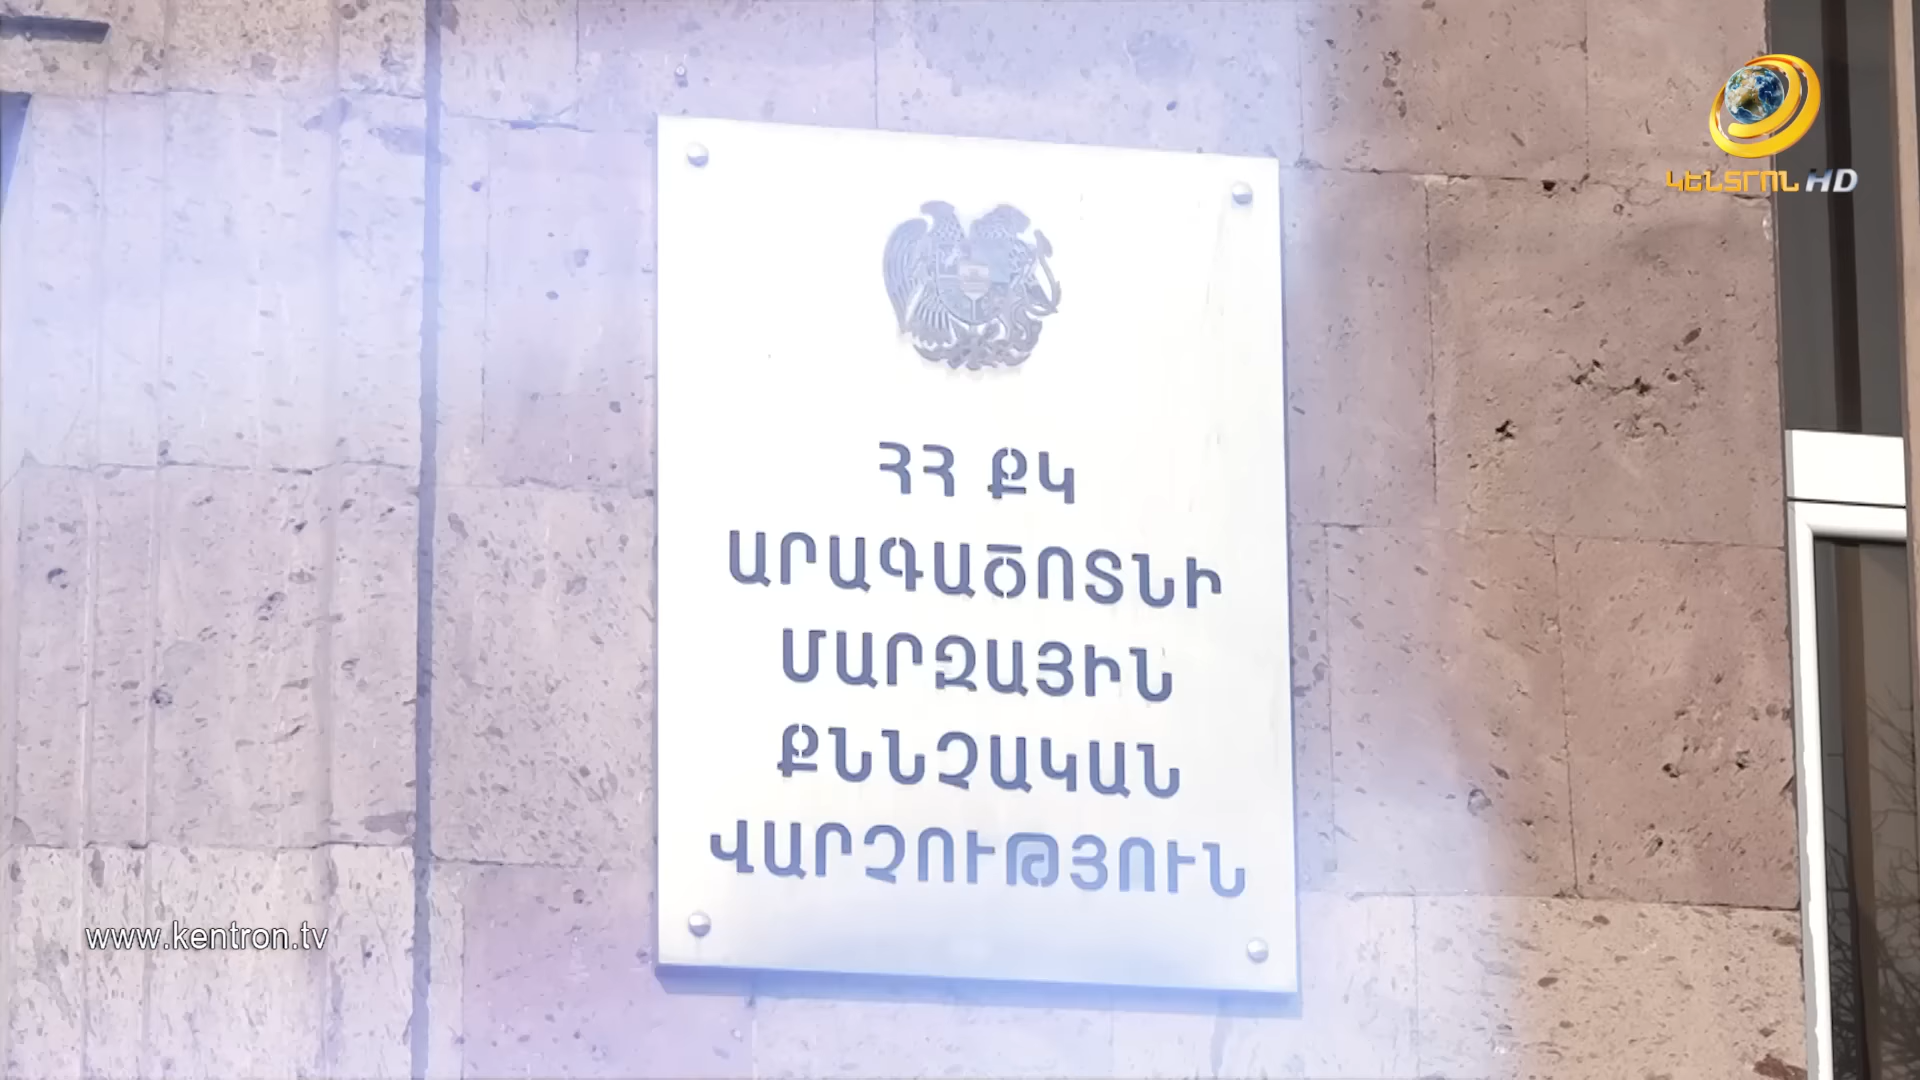 ԿԵՆՏՐՈՆ HD
ՀՀ ՔԿ
ԱՐԱԳԱԾՈՏՆԻ
ՄԱՐԶԱՅԻՆ
ՔՆՆՉԱԿԱՆ
ՎԱՐՉՈՒԹՅՈՒՆ
www.kentron.tv